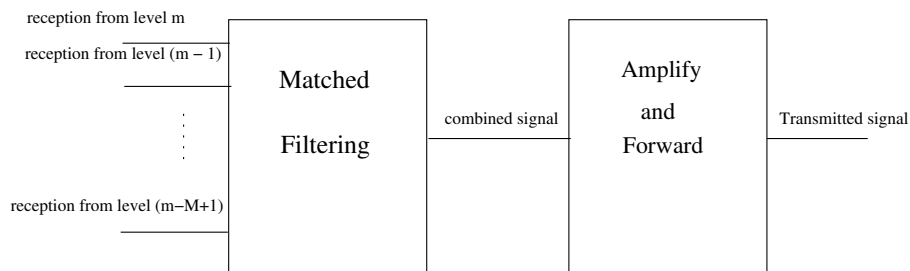 reception from level m
reception from level (m − 1)
reception from level (m−M+1)
Matched
Filtering
combined signal
Amplify
and
Forward
Transmitted signal